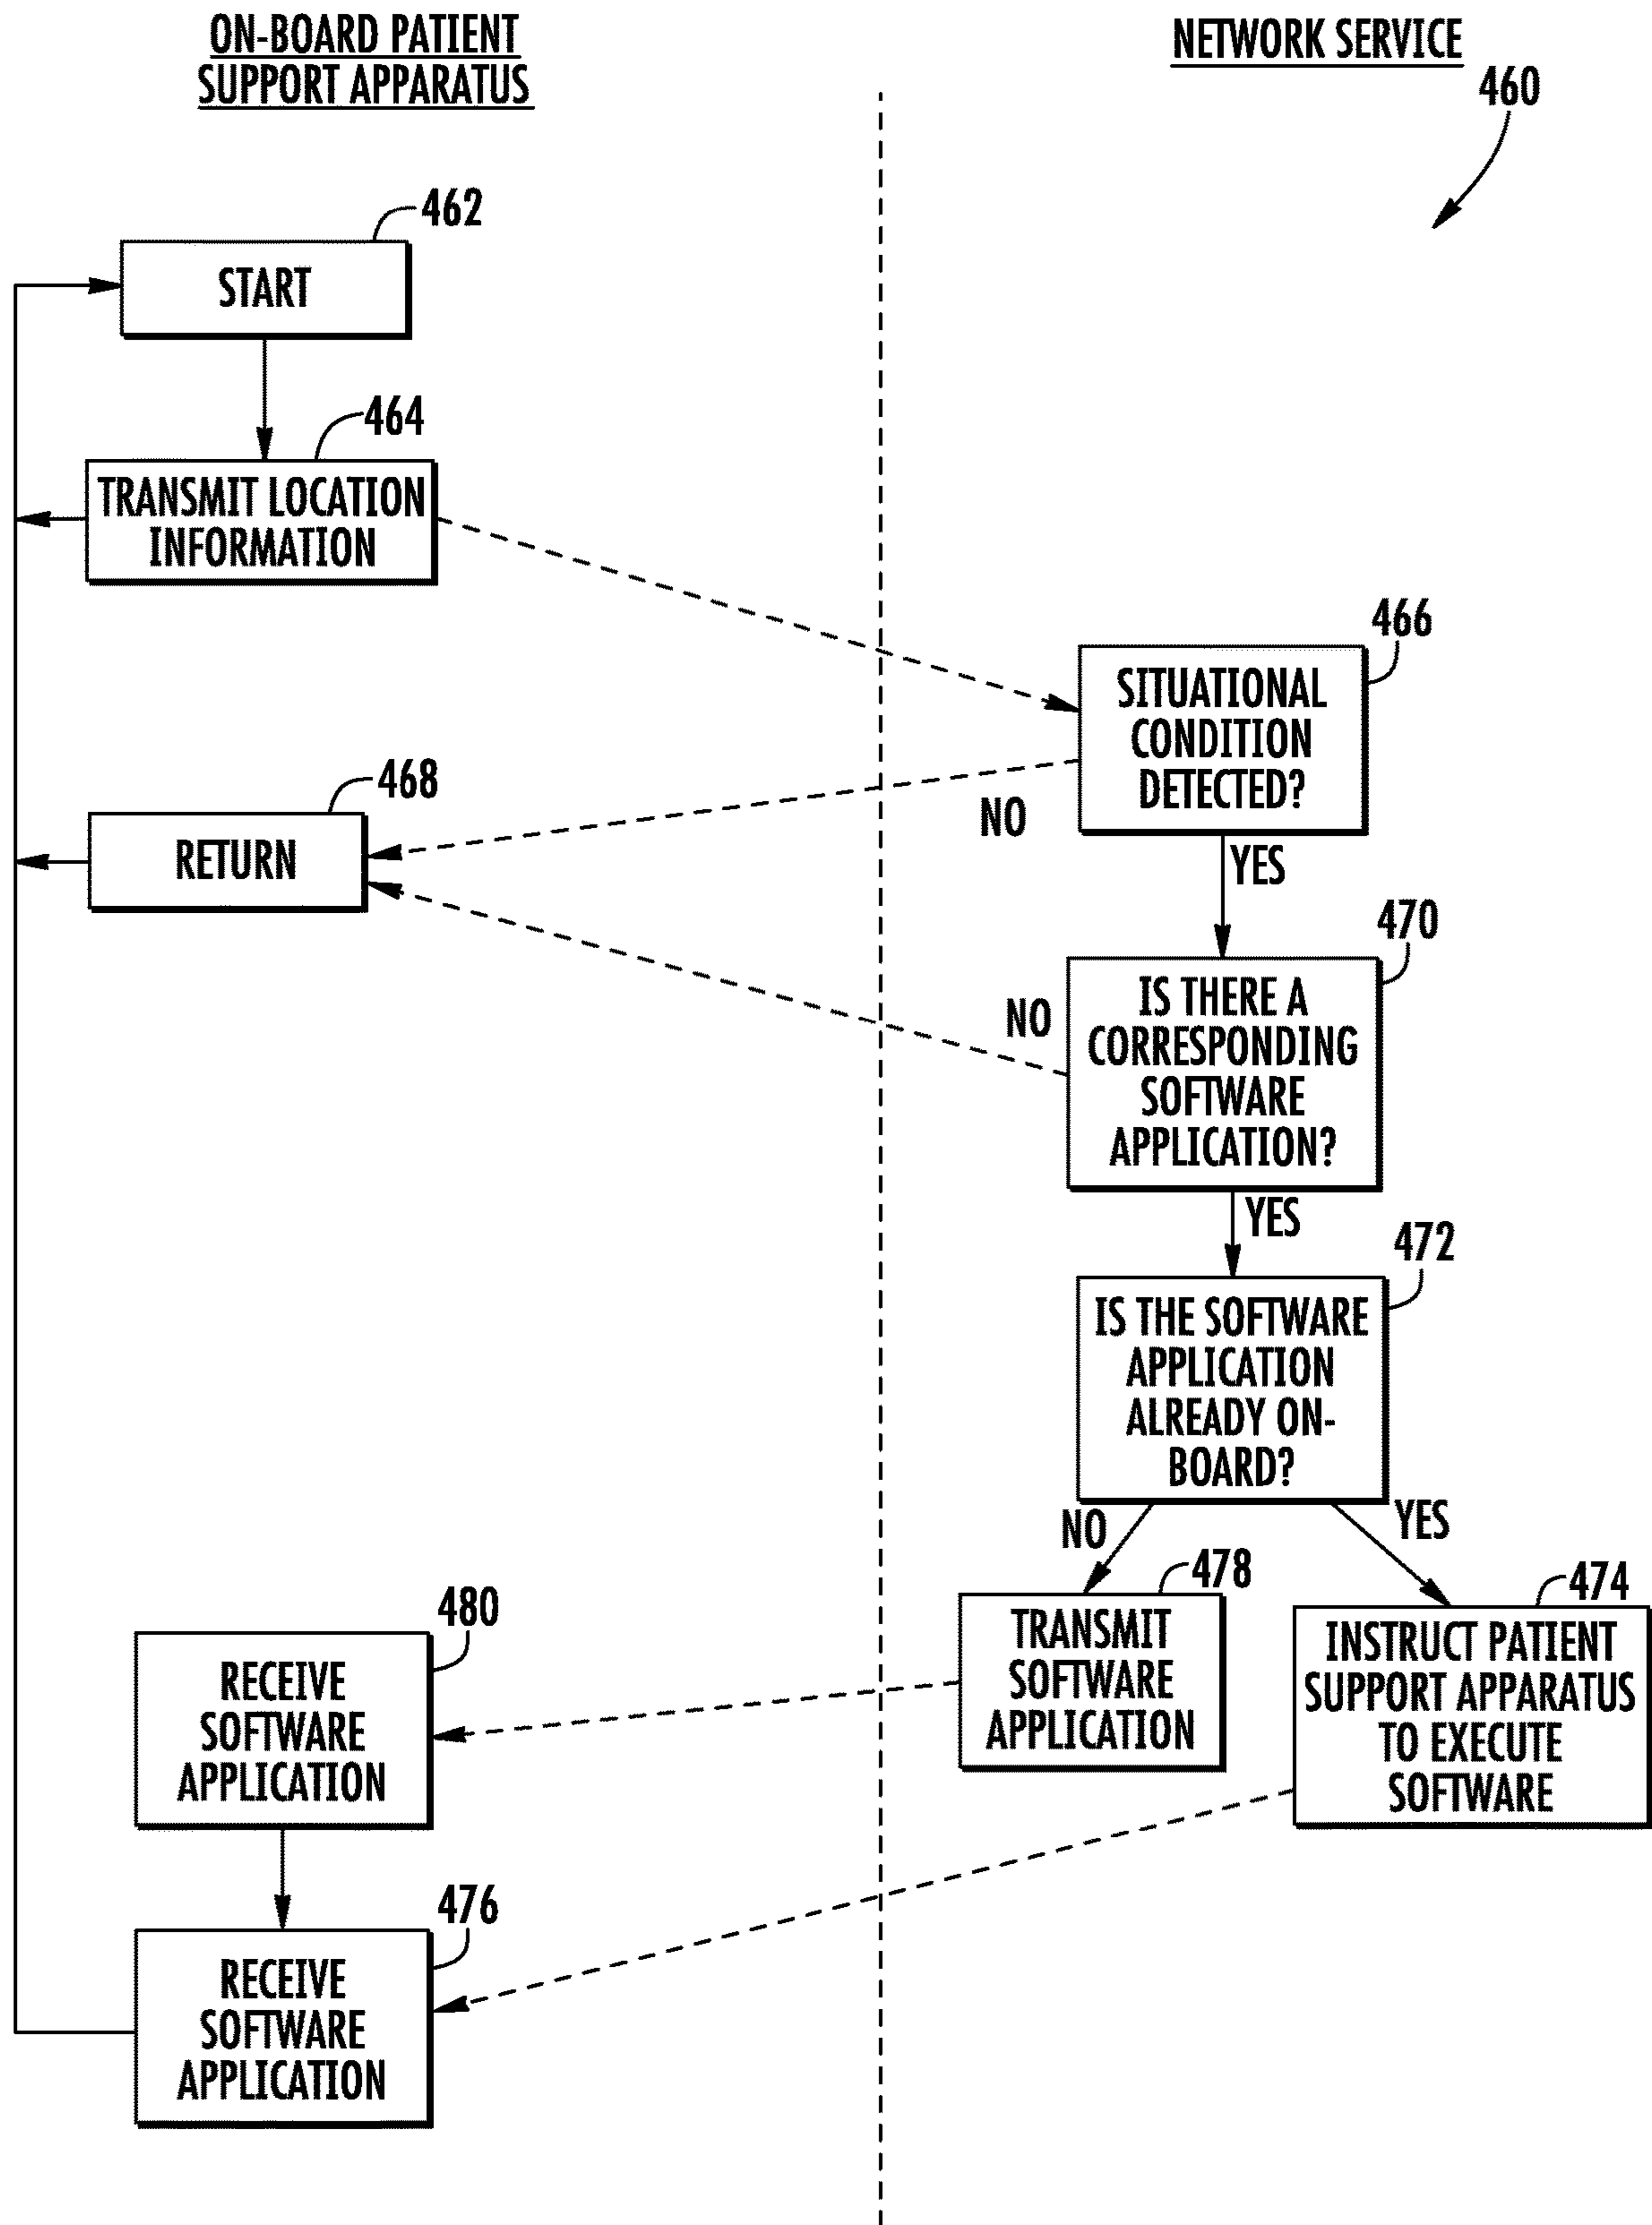 ON-BOARD PATIENT
SUPPORT APPARATUS
NETWORK SERVICE
460
462
START
464
TRANSMIT LOCATION
INFORMATION
466
SITUATIONAL
CONDITION
DETECTED?
468
RETURN
NO
YES
470
IS THERE A
CORRESPONDING
SOFTWARE
APPLICATION?
NO
YES
472
IS THE SOFTWARE
APPLICATION
ALREADY ON-
BOARD?
NO
YES
478
TRANSMIT
SOFTWARE
APPLICATION
474
INSTRUCT PATIENT
SUPPORT APPARATUS
TO EXECUTE
SOFTWARE
480
RECEIVE
SOFTWARE
APPLICATION
476
RECEIVE
SOFTWARE
APPLICATION